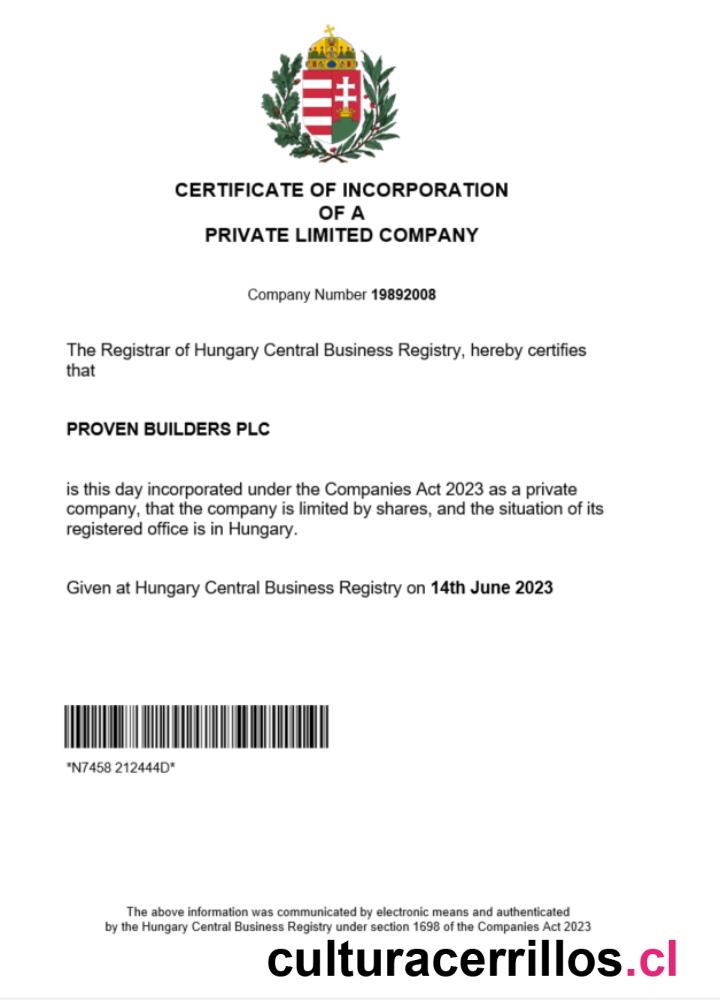 CERTIFICATE OF INCORPORATION
OF A
PRIVATE LIMITED COMPANY
Company Number 19892008
The Registrar of Hungary Central Business Registry, hereby certifies
that
PROVEN BUILDERS PLC
is this day incorporated under the Companies Act 2023 as a private
company, that the company is limited by shares, and the situation of its
registered office is in Hungary.
Given at Hungary Central Business Registry on 14th June 2023
*N7458 212444D*
The above information was communicated by electronic means and authenticated
by the Hungary Central Business Registry under section 1698 of the Companies Act 2023
culturacerrillos.cl